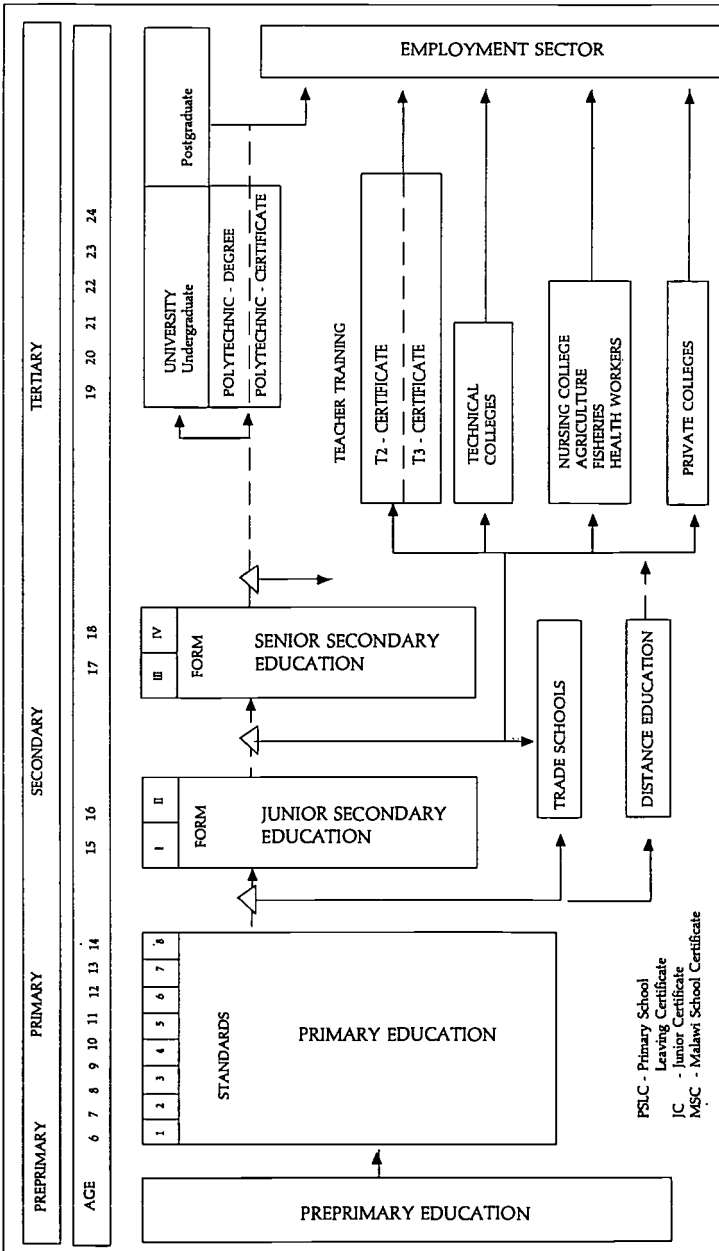 PREPRIMARY PRIMARY SECONDARY TERTIARY
AGE 6 7 8 9 10 11 12 13 14 15 16 17 18 19 20 21 22 23 24
PREPRIMARY EDUCATION
1 2 3 4 5 6 7 8
STANDARDS
PRIMARY EDUCATION
I II
FORM
JUNIOR SECONDARY
EDUCATION
III IV
FORM
SENIOR SECONDARY
EDUCATION
TRADE SCHOOLS
DISTANCE EDUCATION
UNIVERSITY
Undergraduate
Postgraduate
POLYTECHNIC - DEGREE
POLYTECHNIC - CERTIFICATE
TEACHER TRAINING
T2 - CERTIFICATE
T3 - CERTIFICATE
TECHNICAL
COLLEGES
NURSING COLLEGE
AGRICULTURE
FISHERIES
HEALTH WORKERS
PRIVATE COLLEGES
EMPLOYMENT SECTOR
PSLC - Primary School
Leaving Certificate
JC - Junior Certificate
MSC - Malawi School Certificate